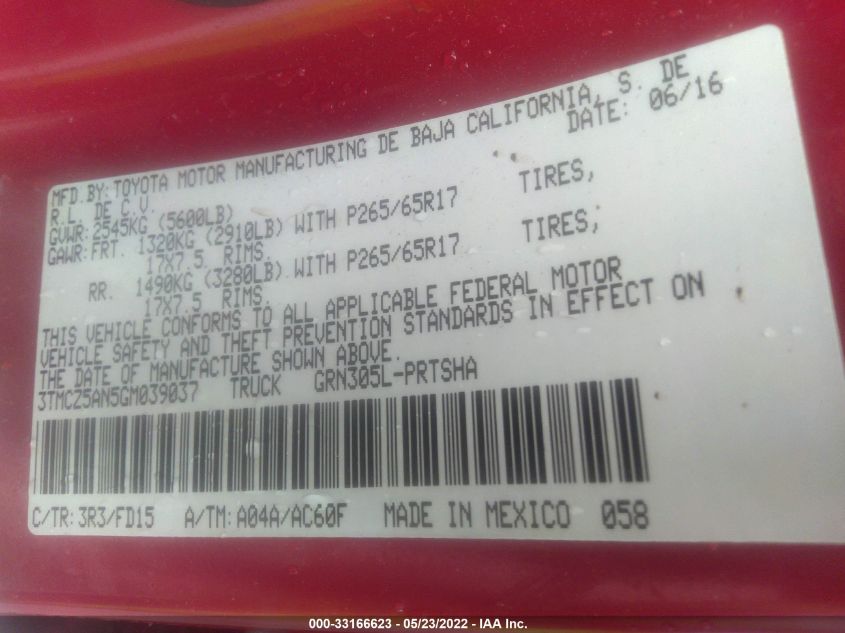 MFD.BY: TOYOTA MOTOR MANUFACTURING DE BAJA CALIFORNIA, S. DE
R.L. DE C.V. DATE: 06/16
GVWR: 2545KG (5600LB)
GAWR: FRT. 1320KG (2910LB) WITH P265/65R17 TIRES,
17X7.5 RIMS.
RR. 1490KG (3280LB) WITH P265/65R17 TIRES,
17X7.5 RIMS.
THIS VEHICLE CONFORMS TO ALL APPLICABLE FEDERAL MOTOR
VEHICLE SAFETY AND THEFT PREVENTION STANDARDS IN EFFECT ON
THE DATE OF MANUFACTURE SHOWN ABOVE.
3TMCZ5AN5GM039037 TRUCK GRN305L-PRTSHA
C/TR: 3R3/FD15 A/TM: A04A/AC60F MADE IN MEXICO 058
000-33166623 - 05/23/2022 - IAA Inc.